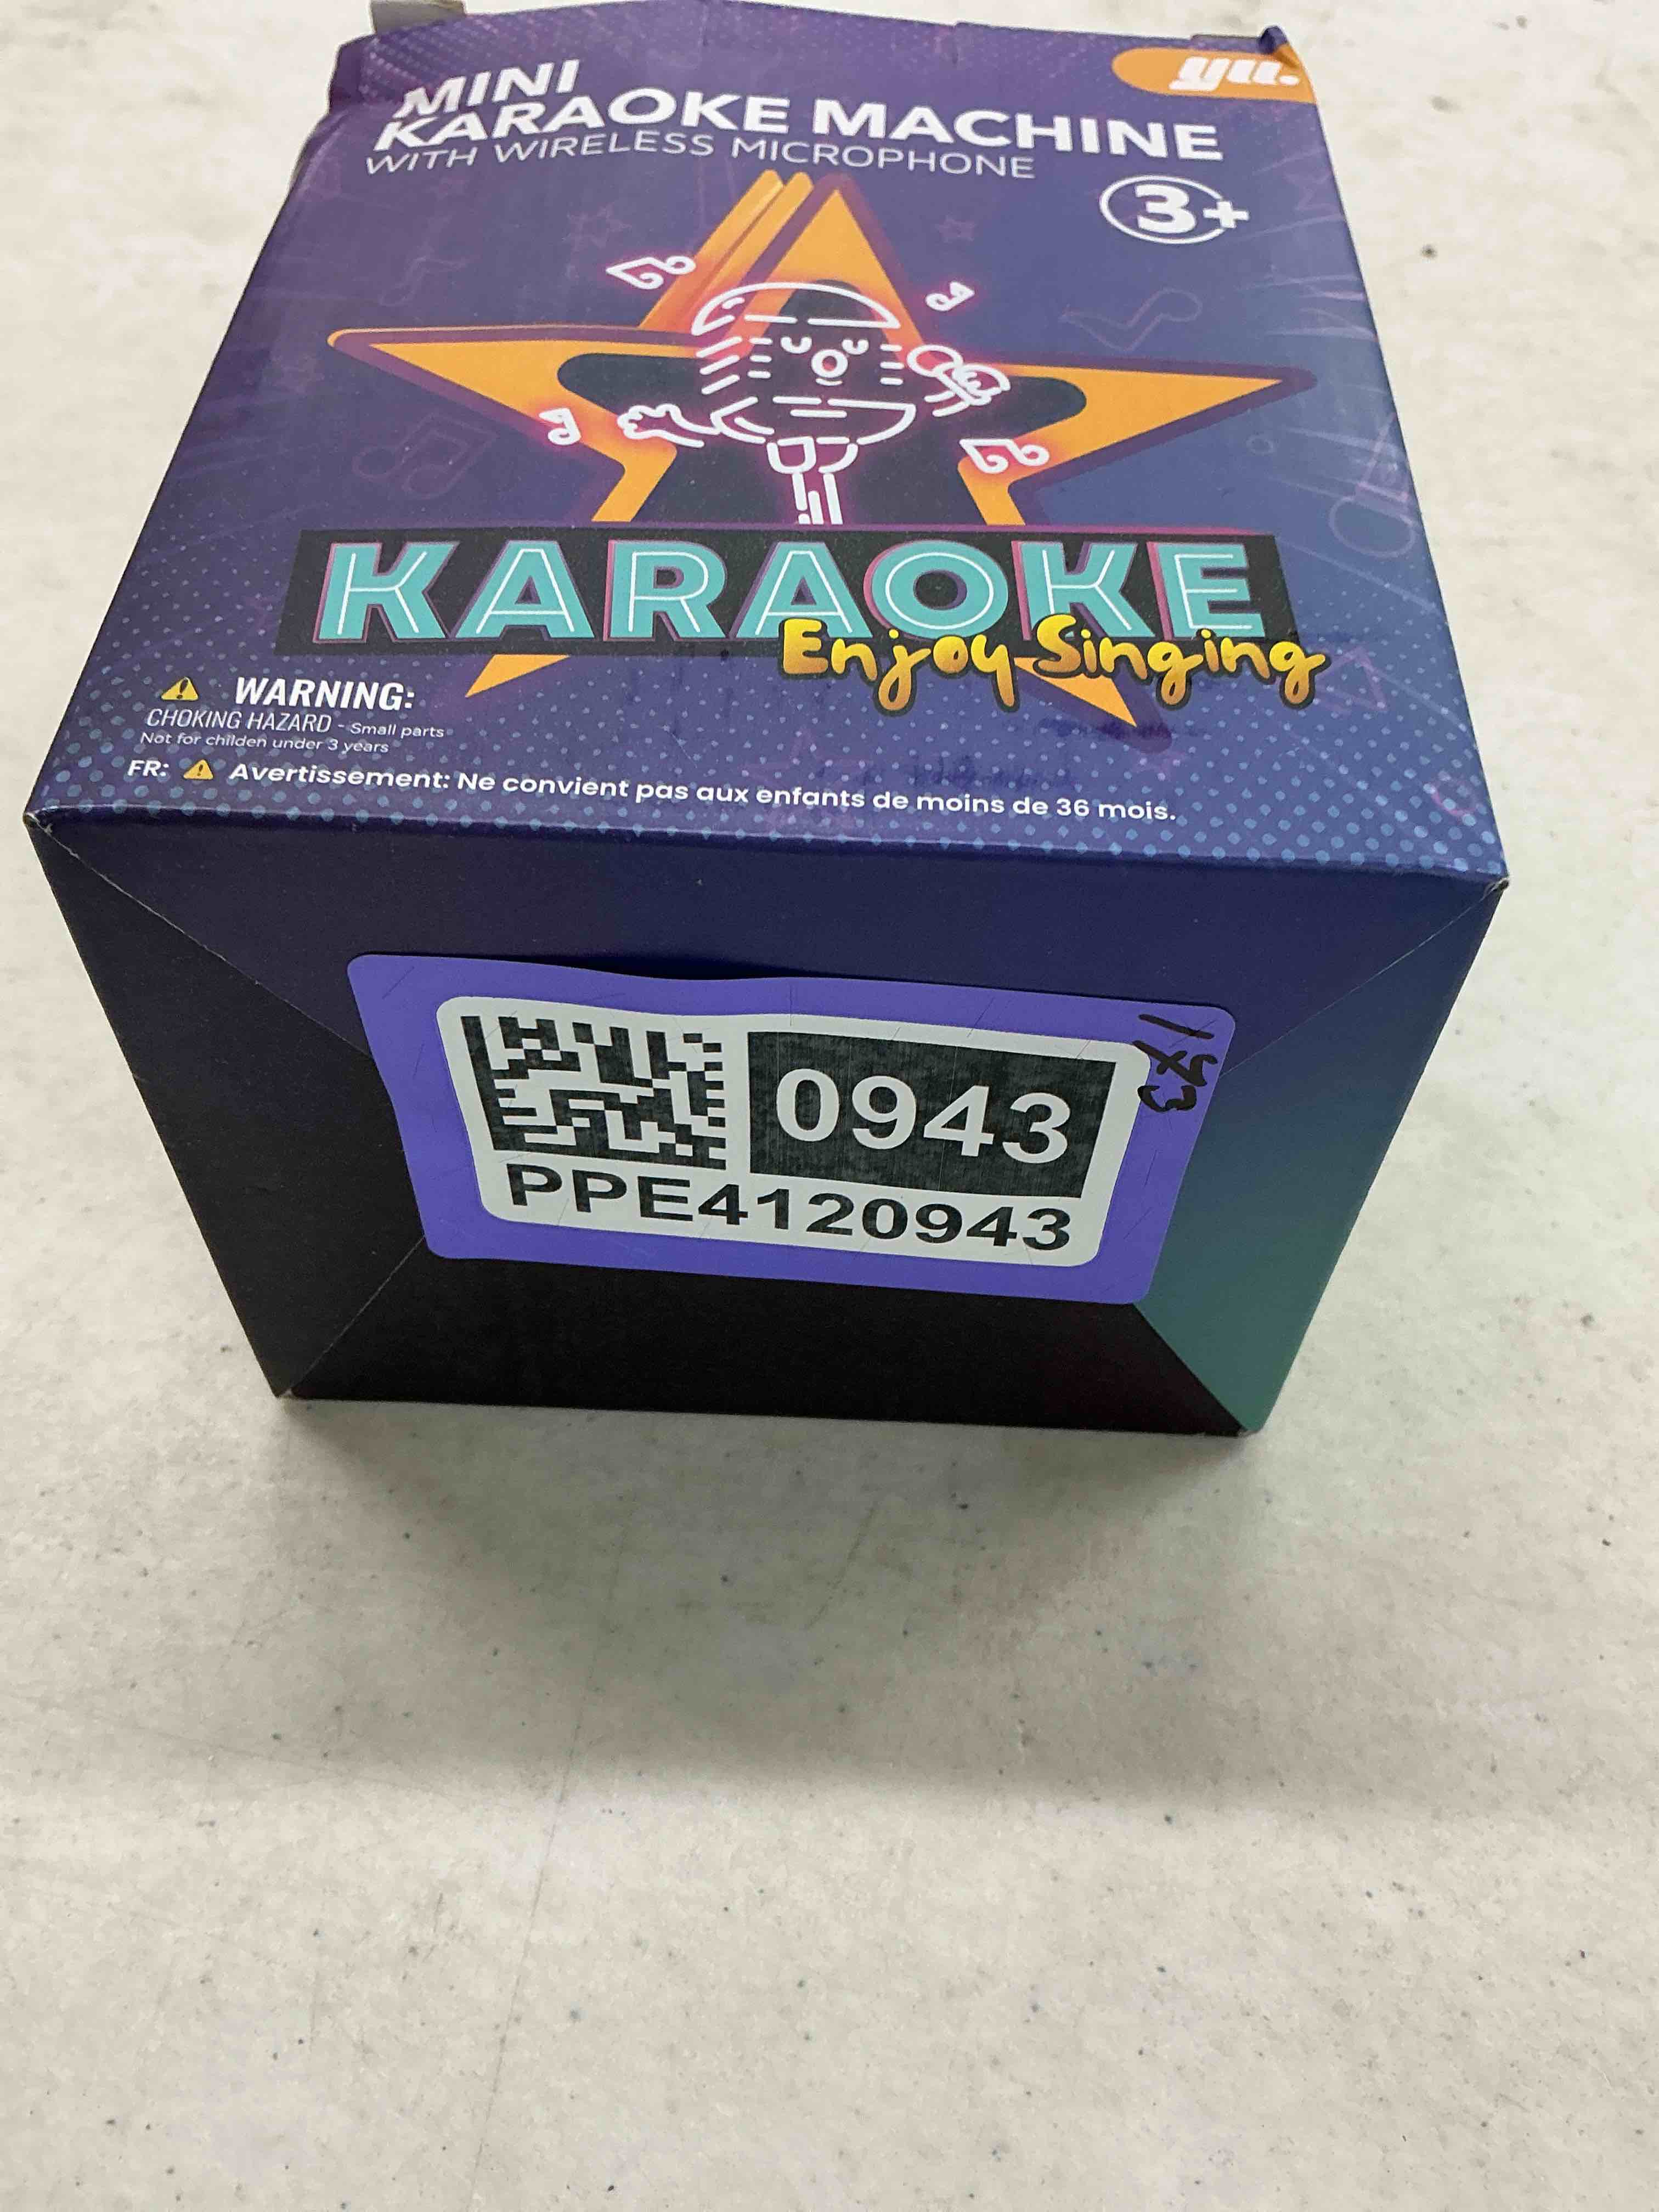 yu.
MINI
KARAOKE MACHINE
WITH WIRELESS MICROPHONE
3+
KARAOKE
Enjoy Singing
WARNING:
CHOKING HAZARD - Small parts
Not for childen under 3 years
FR: Avertissement: Ne convient pas aux enfants de moins de 36 mois.
0943
PPE4120943